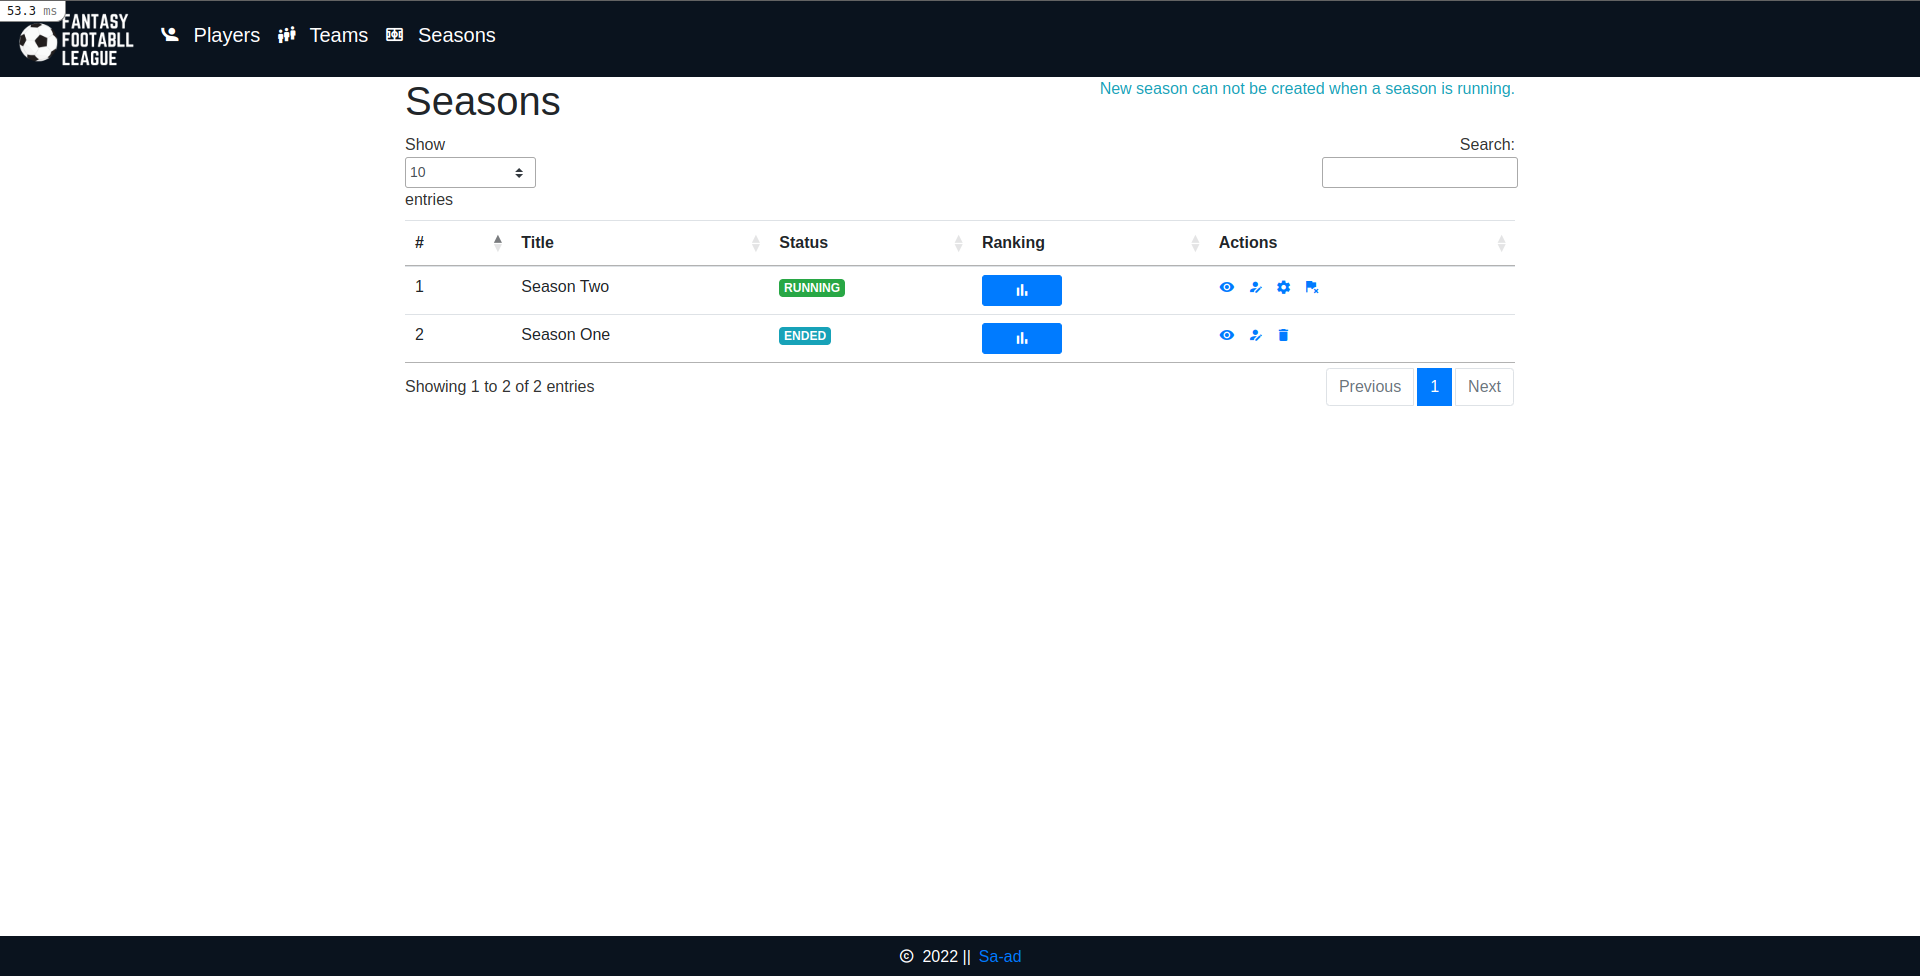 53.3 ms
FANTASY
FOOTABLL
LEAGUE
Players Teams Seasons
Seasons
New season can not be created when a season is running.
Show
10
entries
Search:
# Title Status Ranking Actions
1 Season Two RUNNING
2 Season One ENDED
Showing 1 to 2 of 2 entries
Previous 1 Next
© 2022 || Sa-ad